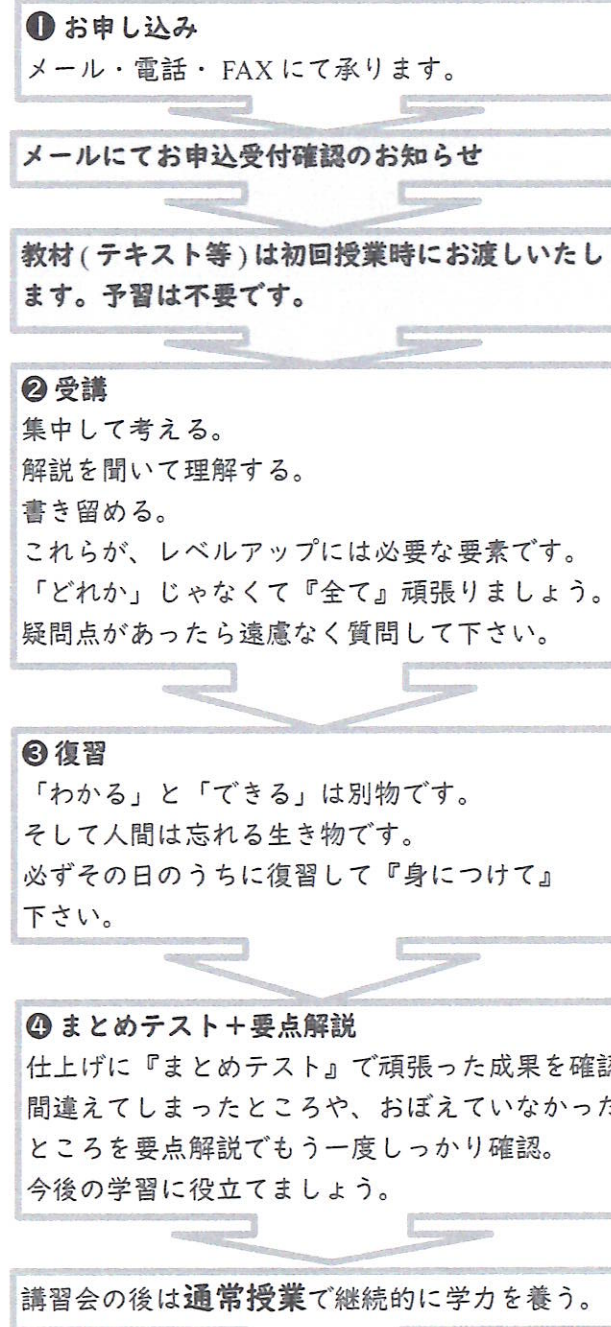 ❶ お申し込み
メール・電話・FAXにて承ります。
メールにてお申込受付確認のお知らせ
教材(テキスト等)は初回授業時にお渡しいたし
ます。予習は不要です。
❷ 受講
集中して考える。
解説を聞いて理解する。
書き留める。
これらが、レベルアップには必要な要素です。
「どれか」じゃなくて『全て』頑張りましょう。
疑問点があったら遠慮なく質問して下さい。
❸ 復習
「わかる」と「できる」は別物です。
そして人間は忘れる生き物です。
必ずその日のうちに復習して『身につけて』
下さい。
❹ まとめテスト+要点解説
仕上げに『まとめテスト』で頑張った成果を確認
間違えてしまったところや、おぼえていなかった
ところを要点解説でもう一度しっかり確認。
今後の学習に役立てましょう。
講習会の後は通常授業で継続的に学力を養う。